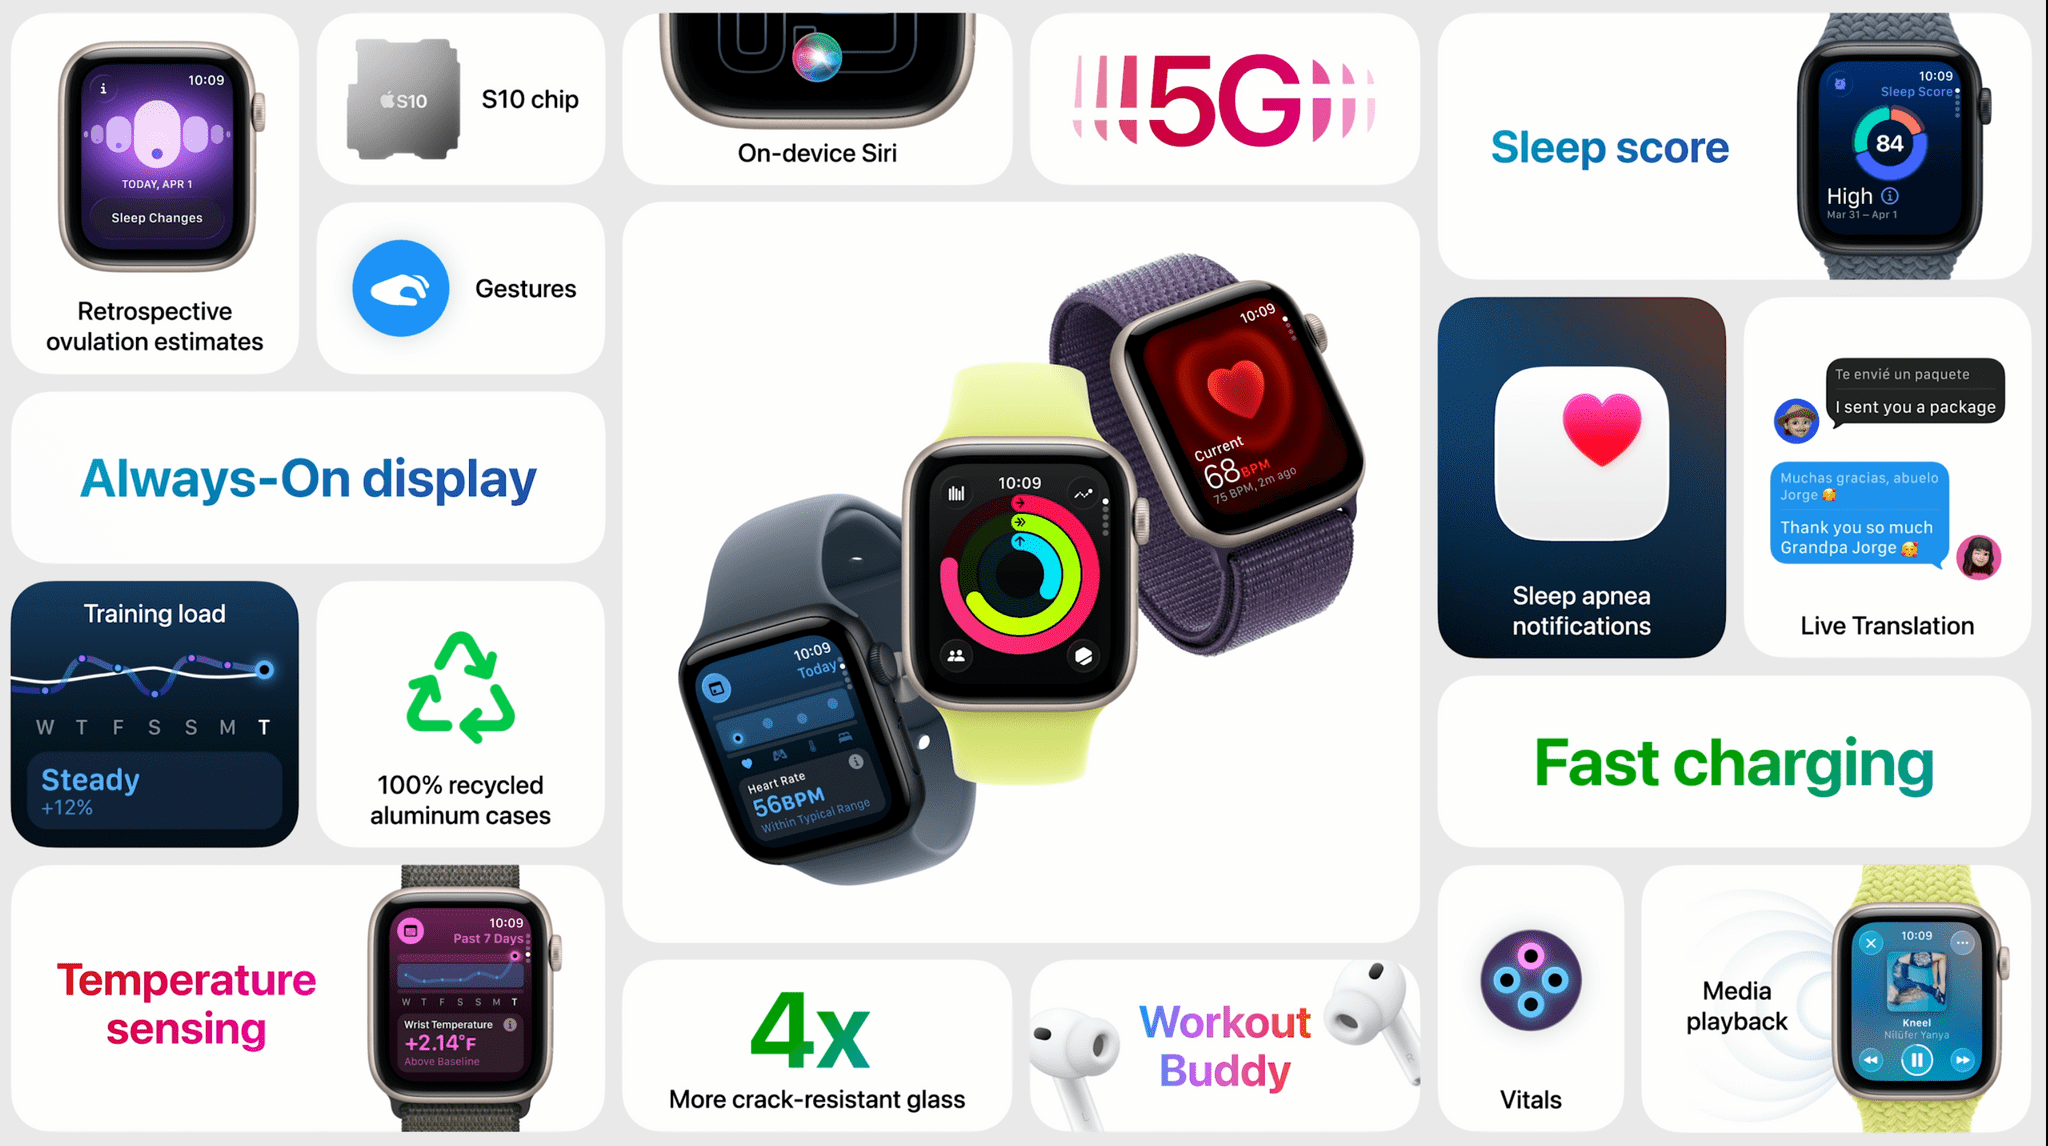 10:09
TODAY, APR 1
Sleep Changes
Retrospective
ovulation estimates
S10
S10 chip
Gestures
On-device Siri
5G
Sleep score
10:09
Sleep Score
84
High
Mar 31 – Apr 1
Always-On display
10:09
Current
68 BPM
75 BPM, 2m ago
10:09
10:09
Today
Heart Rate
56 BPM
Within Typical Range
Sleep apnea
notifications
Te envié un paquete
I sent you a package
Muchas gracias, abuelo
Jorge 🥰
Thank you so much
Grandpa Jorge 🥰
Live Translation
Training load
W T F S S M T
Steady
+12%
100% recycled
aluminum cases
Fast charging
Temperature
sensing
10:09
Past 7 Days
W T F S S M T
Wrist Temperature
+2.14°F
Above Baseline
4x
More crack-resistant glass
Workout
Buddy
L
R
Vitals
Media
playback
10:09
Kneel
Nilüfer Yanya